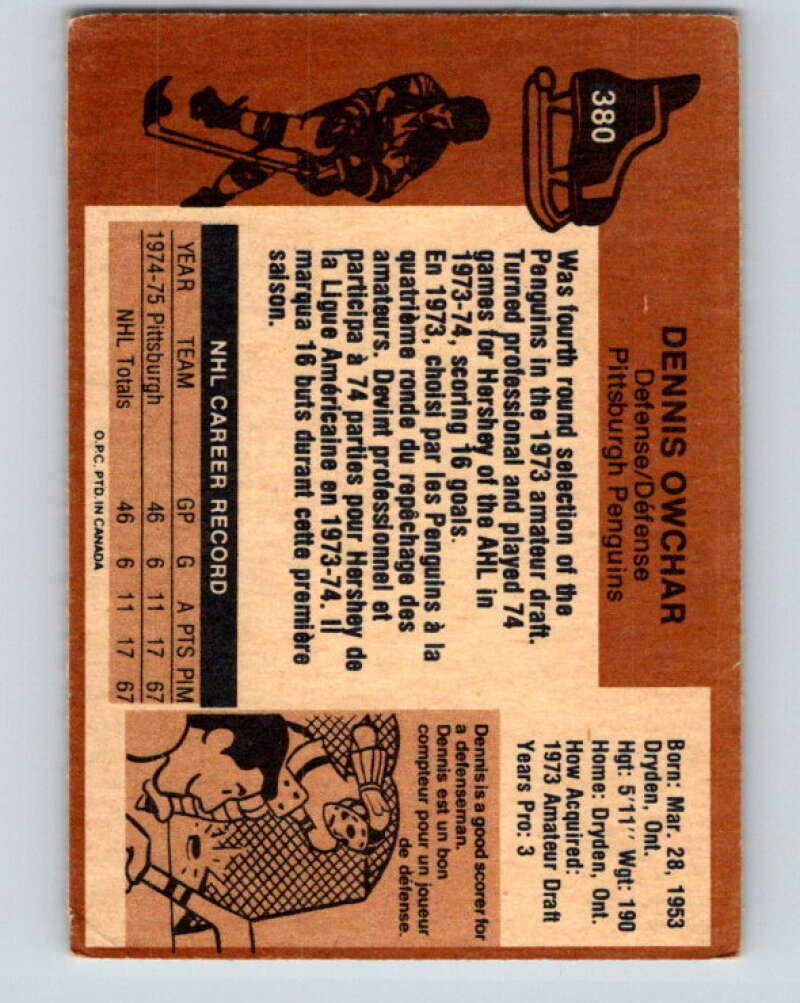 380
DENNIS OWCHAR
Defense/Défense
Pittsburgh Penguins
Born: Mar. 28, 1953
Dryden, Ont.
Hgt: 5'11'' Wgt: 190
Home: Dryden, Ont.
How Acquired:
1973 Amateur Draft
Years Pro: 3
Was fourth round selection of the
Penguins in the 1973 amateur draft.
Turned professional and played 74
games for Hershey of the AHL in
1973-74, scoring 16 goals.
En 1973, choisi par les Penguins à la
quatrième ronde du repêchage des
amateurs. Devint professionnel et
participa à 74 parties pour Hershey de
la Ligue Américaine en 1973-74. Il
marqua 16 buts durant cette première
saison.
Dennis is a good scorer for
a defenseman.
Dennis est un bon
compteur pour un joueur
de défense.
NHL CAREER RECORD
YEAR TEAM GP G A PTS PIM
1974-75 Pittsburgh 46 6 11 17 67
NHL Totals 46 6 11 17 67
O.P.C. PTD. IN CANADA